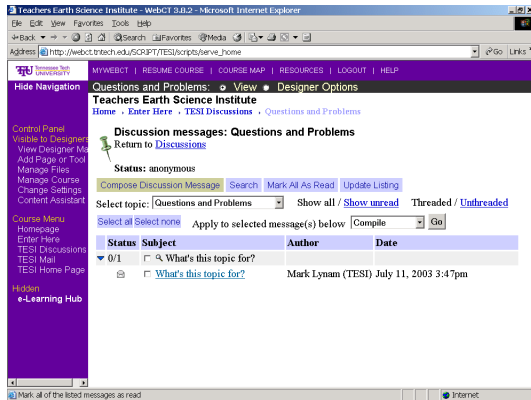 Teachers Earth Science Institute - WebCT 3.8.2 - Microsoft Internet Explorer
File Edit View Favorites Tools Help
Back Search Favorites Media
Address http://webct.tntech.edu/SCRIPT/TESI/scripts/serve_home Go Links
TTU Tennessee Tech UNIVERSITY
MYWEBCT | RESUME COURSE | COURSE MAP | RESOURCES | LOGOUT | HELP
Hide Navigation
Control Panel
Visible to Designers
View Designer Ma
Add Page or Tool
Manage Files
Manage Course
Change Settings
Content Assistant
Course Menu
Homepage
Enter Here
TESI Discussions
TESI Mail
TESI Home Page
Hidden
e-Learning Hub
Questions and Problems: View Designer Options
Teachers Earth Science Institute
Home Enter Here TESI Discussions Questions and Problems
Discussion messages: Questions and Problems
Return to Discussions
Status: anonymous
Compose Discussion Message Search Mark All As Read Update Listing
Select topic: Questions and Problems Show all / Show unread Threaded / Unthreaded
Select all Select none Apply to selected message(s) below Compile Go
Status Subject Author Date
0/1 What's this topic for?
What's this topic for? Mark Lynam (TESI) July 11, 2003 3:47pm
Mark all of the listed messages as read Internet